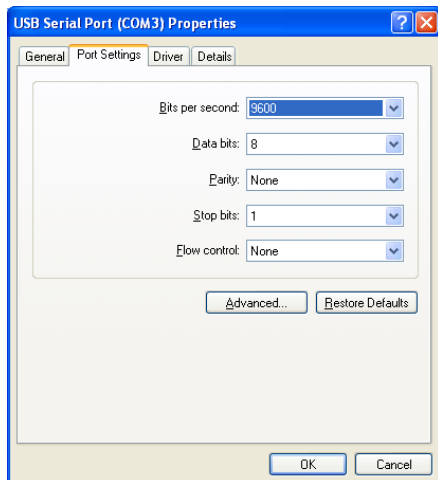 USB Serial Port (COM3) Properties
General Port Settings Driver Details
Bits per second: 9600
Data bits: 8
Parity: None
Stop bits: 1
Flow control: None
Advanced... Restore Defaults
OK Cancel